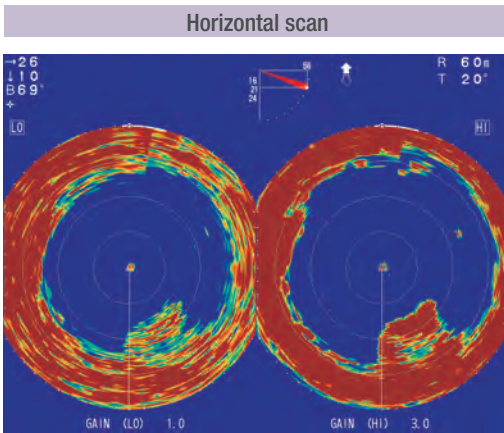 Horizontal scan
→26
↓10
B69°
56
16
21
24
R 60m
T 20°
LO
HI
GAIN (LO) 1.0
GAIN (HI) 3.0